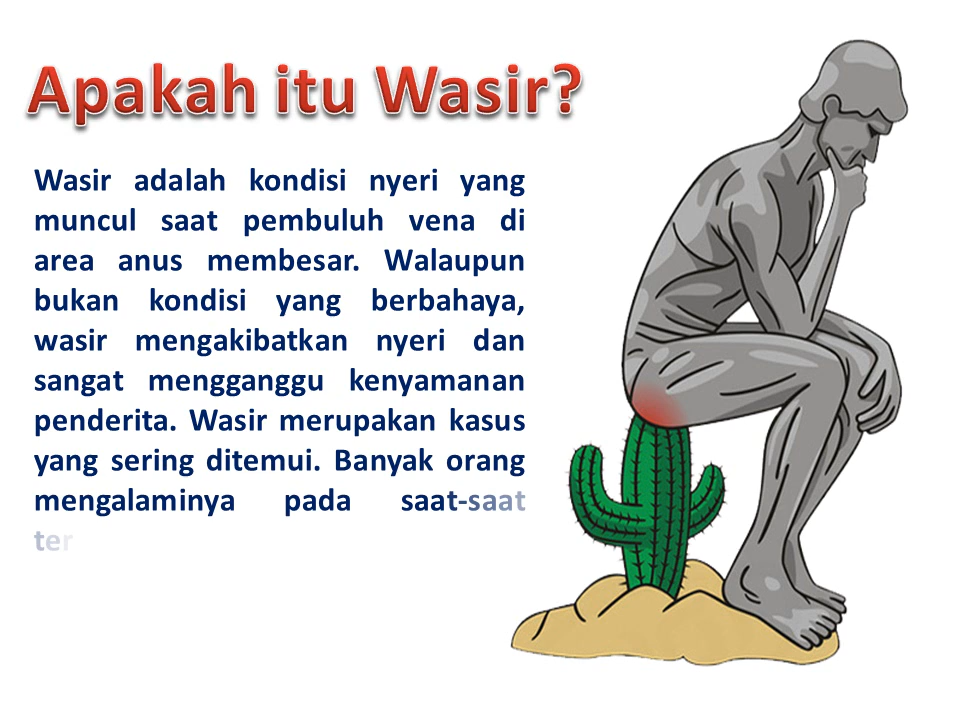 Apakah itu Wasir?
Wasir adalah kondisi nyeri yang
muncul saat pembuluh vena di
area anus membesar. Walaupun
bukan kondisi yang berbahaya,
wasir mengakibatkan nyeri dan
sangat mengganggu kenyamanan
penderita. Wasir merupakan kasus
yang sering ditemui. Banyak orang
mengalaminya pada saat-saat
ter